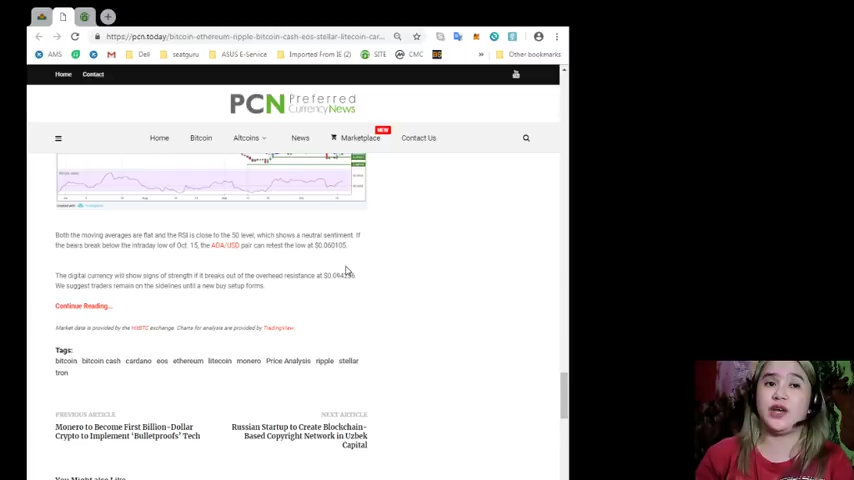 https://pcn.today/bitcoin-ethereum-ripple-bitcoin-cash-eos-stellar-litecoin-car...
AMS
Dell
seatguru
ASUS E-Service
Imported From IE (2)
SITE
CMC
»
Other bookmarks
Home
Contact
PCN Preferred
Currency News
NEW
Home
Bitcoin
Altcoins
News
Marketplace
Contact Us
Both the moving averages are flat and the RSI is close to the 50 level, which shows a neutral sentiment. If
the bears break below the intraday low of Oct. 15, the ADA/USD pair can retest the low at $0.060105.
The digital currency will show signs of strength if it breaks out of the overhead resistance at $0.094256.
We suggest traders remain on the sidelines until a new buy setup forms.
Continue Reading...
Market data is provided by the HitBTC exchange. Charts for analysis are provided by TradingView.
Tags:
bitcoin bitcoin cash cardano eos ethereum litecoin monero Price Analysis ripple stellar
tron
PREVIOUS ARTICLE
Monero to Become First Billion-Dollar
Crypto to Implement 'Bulletproofs' Tech
NEXT ARTICLE
Russian Startup to Create Blockchain-
Based Copyright Network in Uzbek
Capital
You Might also Like